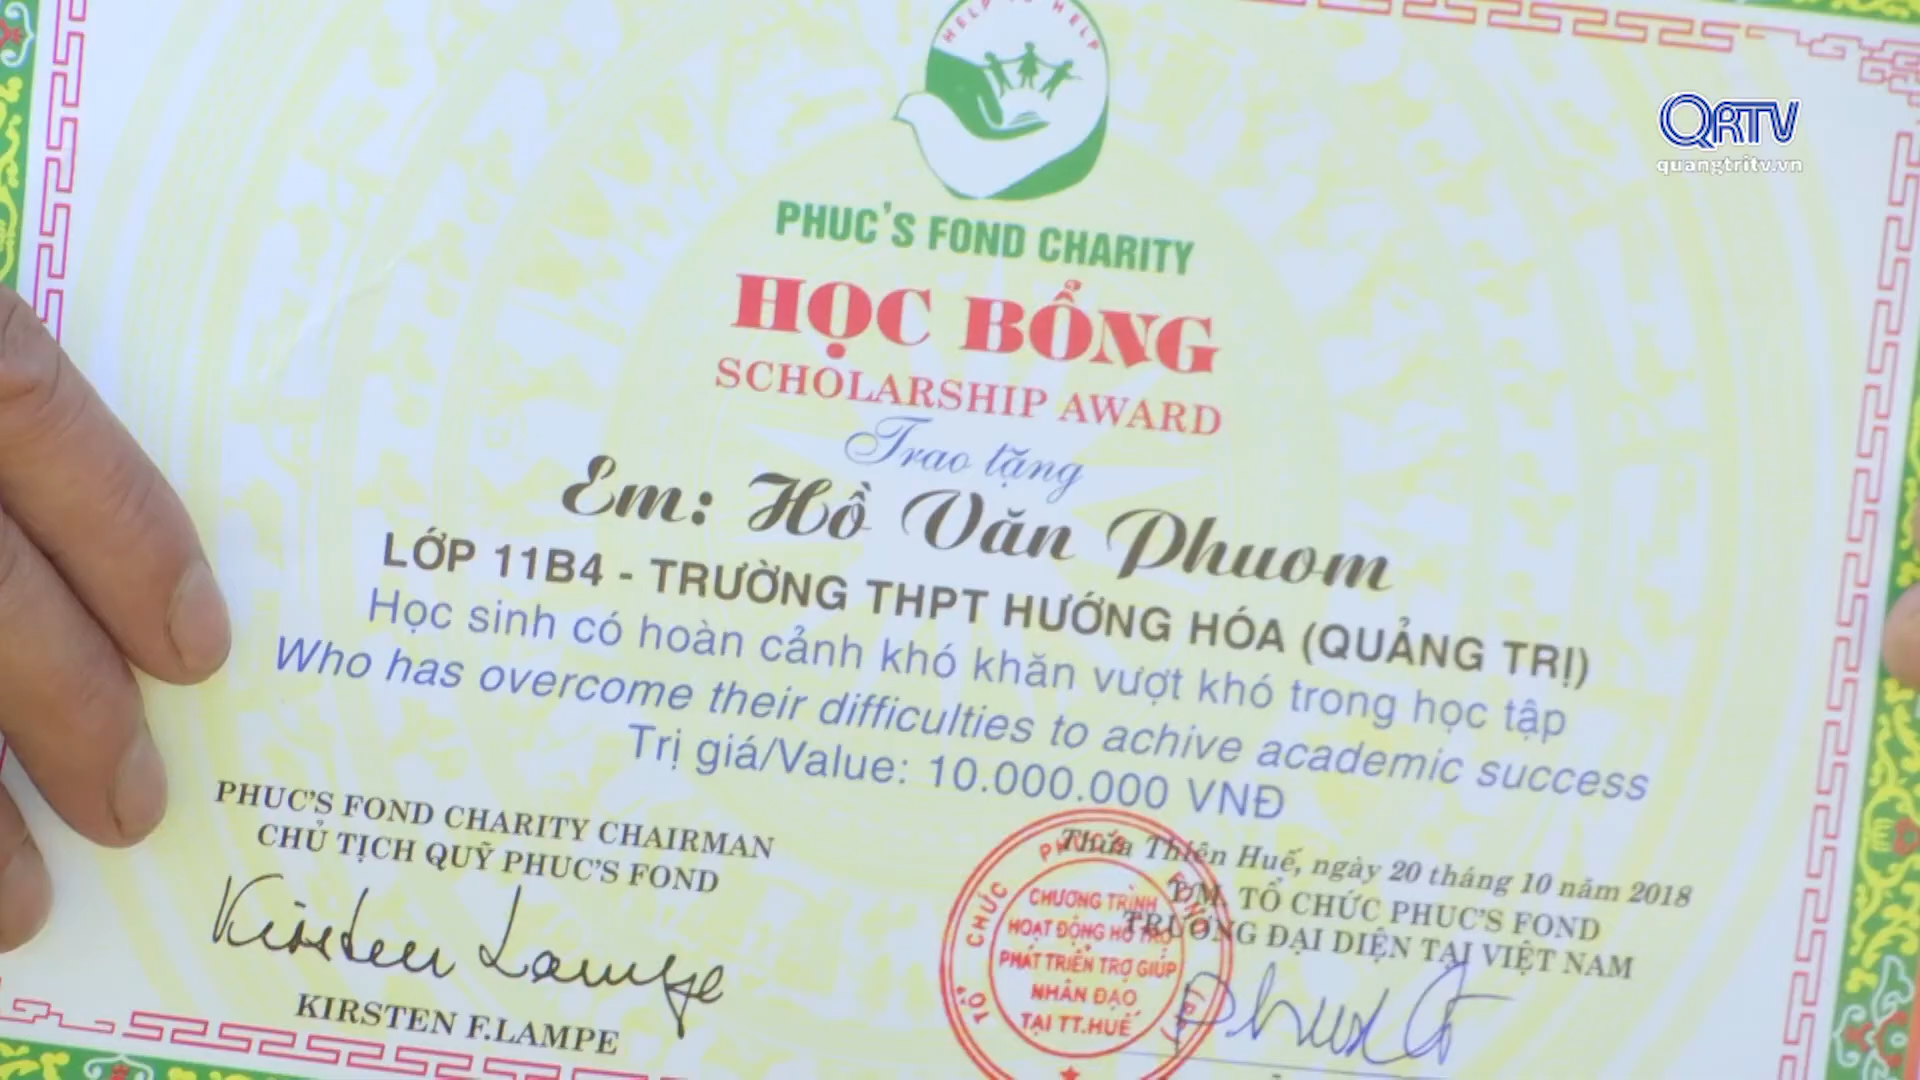 HELP TO HELP
QRTV
quangtritv.vn
PHUC'S FOND CHARITY
HỌC BỔNG
SCHOLARSHIP AWARD
Trao tặng
Em: Hồ Văn Phuom
LỚP 11B4 - TRƯỜNG THPT HƯỚNG HÓA (QUẢNG TRỊ)
Học sinh có hoàn cảnh khó khăn vượt khó trong học tập
Who has overcome their difficulties to achive academic success
Trị giá/Value: 10.000.000 VNĐ
PHUC'S FOND CHARITY CHAIRMAN
CHỦ TỊCH QUỸ PHUC'S FOND
Kirsten Lampe
KIRSTEN F.LAMPE
Thừa Thiên Huế, ngày 20 tháng 10 năm 2018
TM. TỔ CHỨC PHUC'S FOND
TRƯỞNG ĐẠI DIỆN TẠI VIỆT NAM
TỔ CHỨC
CHƯƠNG TRÌNH
HOẠT ĐỘNG HỖ TRỢ
PHÁT TRIỂN TRỢ GIÚP
NHÂN ĐẠO
TẠI TT.HUẾ